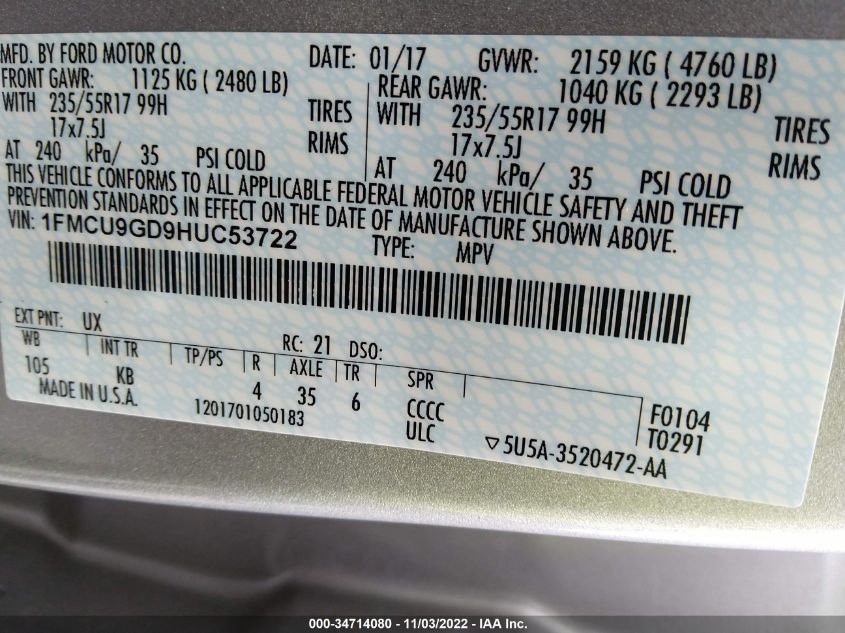 MFD. BY FORD MOTOR CO. DATE: 01/17 GVWR: 2159 KG ( 4760 LB)
FRONT GAWR: 1125 KG ( 2480 LB) REAR GAWR: 1040 KG ( 2293 LB)
WITH 235/55R17 99H TIRES WITH 235/55R17 99H TIRES
17x7.5J RIMS 17x7.5J RIMS
AT 240 kPa/ 35 PSI COLD AT 240 kPa/ 35 PSI COLD
THIS VEHICLE CONFORMS TO ALL APPLICABLE FEDERAL MOTOR VEHICLE SAFETY AND THEFT
PREVENTION STANDARDS IN EFFECT ON THE DATE OF MANUFACTURE SHOWN ABOVE.
VIN: 1FMCU9GD9HUC53722 TYPE: MPV
EXT PNT: UX RC: 21 DSO:
WB INT TR TP/PS R AXLE TR SPR
105 KB 4 35 6 CCCC F0104
MADE IN U.S.A. 1201701050183 ULC ▽5U5A-3520472-AA T0291
000-34714080 - 11/03/2022 - IAA Inc.